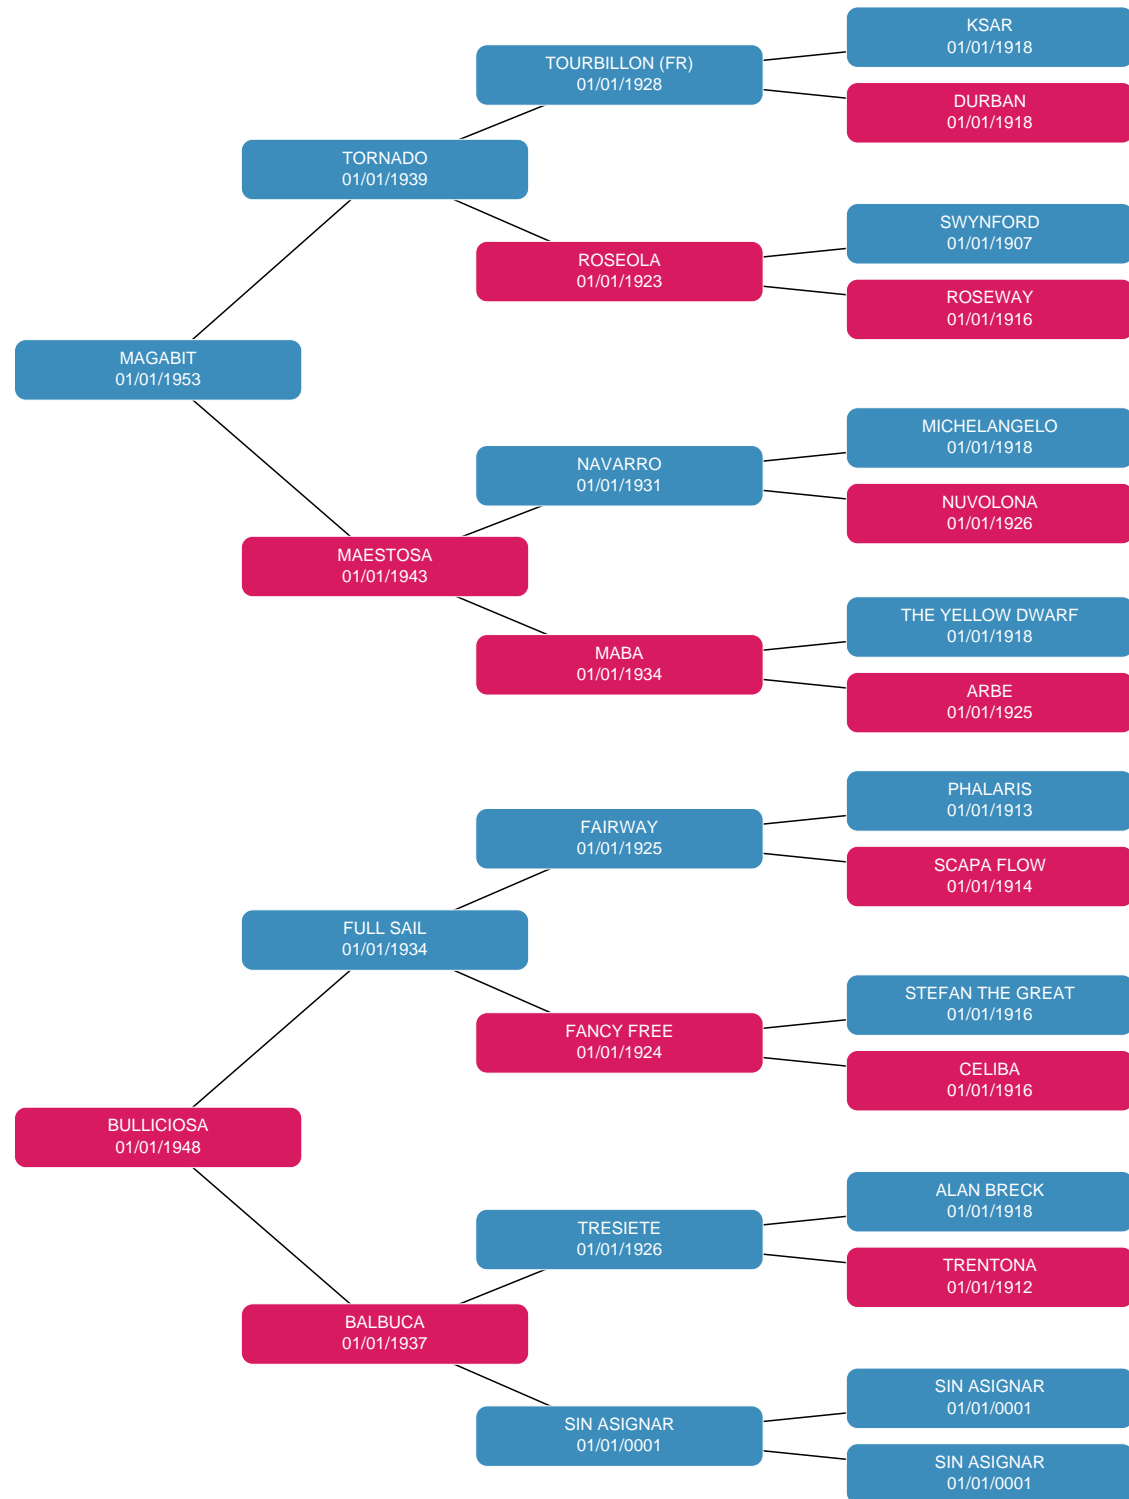 KSAR
01/01/1918
TOURBILLON (FR)
01/01/1928
DURBAN
01/01/1918
TORNADO
01/01/1939
SWYNFORD
01/01/1907
ROSEOLA
01/01/1923
ROSEWAY
01/01/1916
MAGABIT
01/01/1953
MICHELANGELO
01/01/1918
NAVARRO
01/01/1931
NUVOLONA
01/01/1926
MAESTOSA
01/01/1943
THE YELLOW DWARF
01/01/1918
MABA
01/01/1934
ARBE
01/01/1925
PHALARIS
01/01/1913
FAIRWAY
01/01/1925
SCAPA FLOW
01/01/1914
FULL SAIL
01/01/1934
STEFAN THE GREAT
01/01/1916
FANCY FREE
01/01/1924
CELIBA
01/01/1916
BULLICIOSA
01/01/1948
ALAN BRECK
01/01/1918
TRESIETE
01/01/1926
TRENTONA
01/01/1912
BALBUCA
01/01/1937
SIN ASIGNAR
01/01/0001
SIN ASIGNAR
01/01/0001
SIN ASIGNAR
01/01/0001